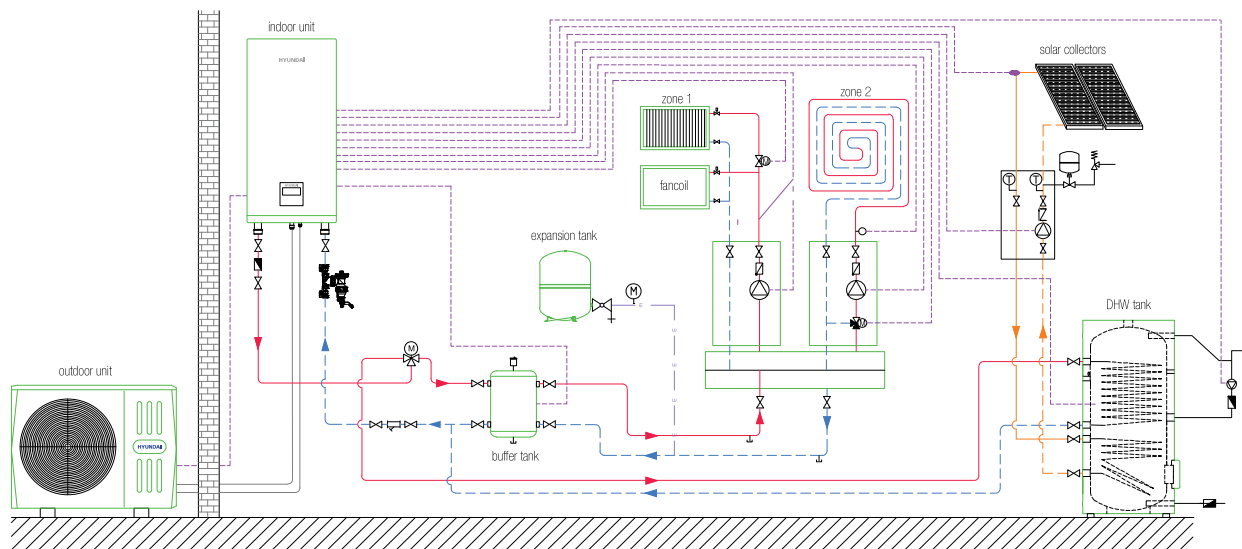 indoor unit
HYUNDAI
solar collectors
zone 1
zone 2
fancoil
T
T
expansion tank
M
DHW tank
M
outdoor unit
HYUNDAI
buffer tank